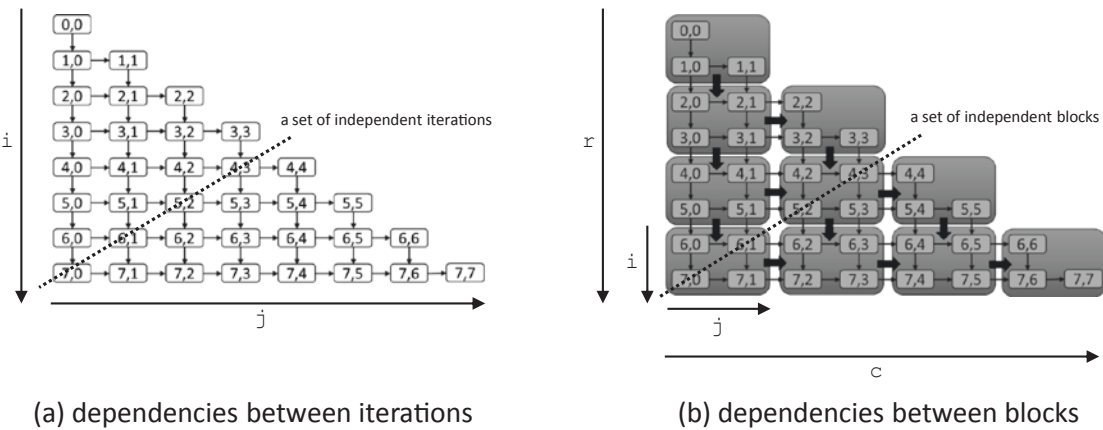 0,0
1,0 1,1
2,0 2,1 2,2
a set of independent iterations
3,0 3,1 3,2 3,3
i
4,0 4,1 4,2 4,3 4,4
5,0 5,1 5,2 5,3 5,4 5,5
6,0 6,1 6,2 6,3 6,4 6,5 6,6
7,0 7,1 7,2 7,3 7,4 7,5 7,6 7,7
j
(a) dependencies between iterations
0,0
1,0 1,1
2,0 2,1 2,2
a set of independent blocks
r
3,0 3,1 3,2 3,3
4,0 4,1 4,2 4,3 4,4
5,0 5,1 5,2 5,3 5,4 5,5
6,0 6,1 6,2 6,3 6,4 6,5 6,6
i
7,0 7,1 7,2 7,3 7,4 7,5 7,6 7,7
j
c
(b) dependencies between blocks